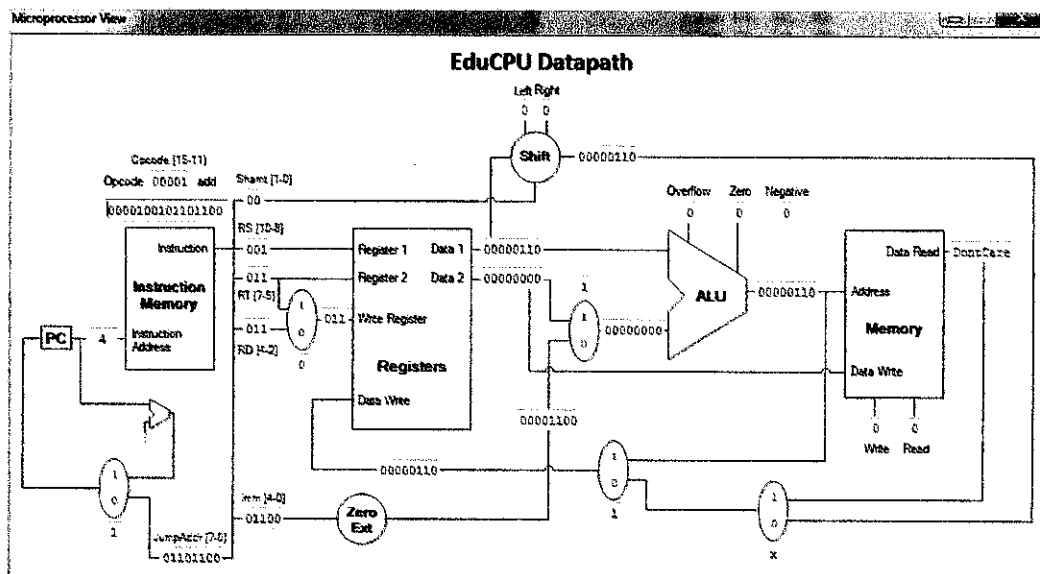 Microprocessor View
EduCPU Datapath
Left Right
0 0
Shift
00000110
Opcode [15-11]
Opcode 00001 add
0000100101101100
Shamt [1-0]
00
Overflow Zero Negative
0 0 0
RS [10-8]
001
Instruction
Instruction Memory
Instruction Address
011
RT [7-5]
011
RD [4-2]
1
0
0
011
Register 1
Data 1
00000110
Register 2
Data 2
00000000
Write Register
Registers
Data Write
1
1
0
00000000
ALU
00000110
Data Read
DontCare
Address
Memory
Data Write
0 0
Write Read
PC
4
00001100
00000110
1
0
1
1
0
1
1
0
x
Imm [4-0]
01100
Zero Ext
JumpAddr [7-0]
01101100